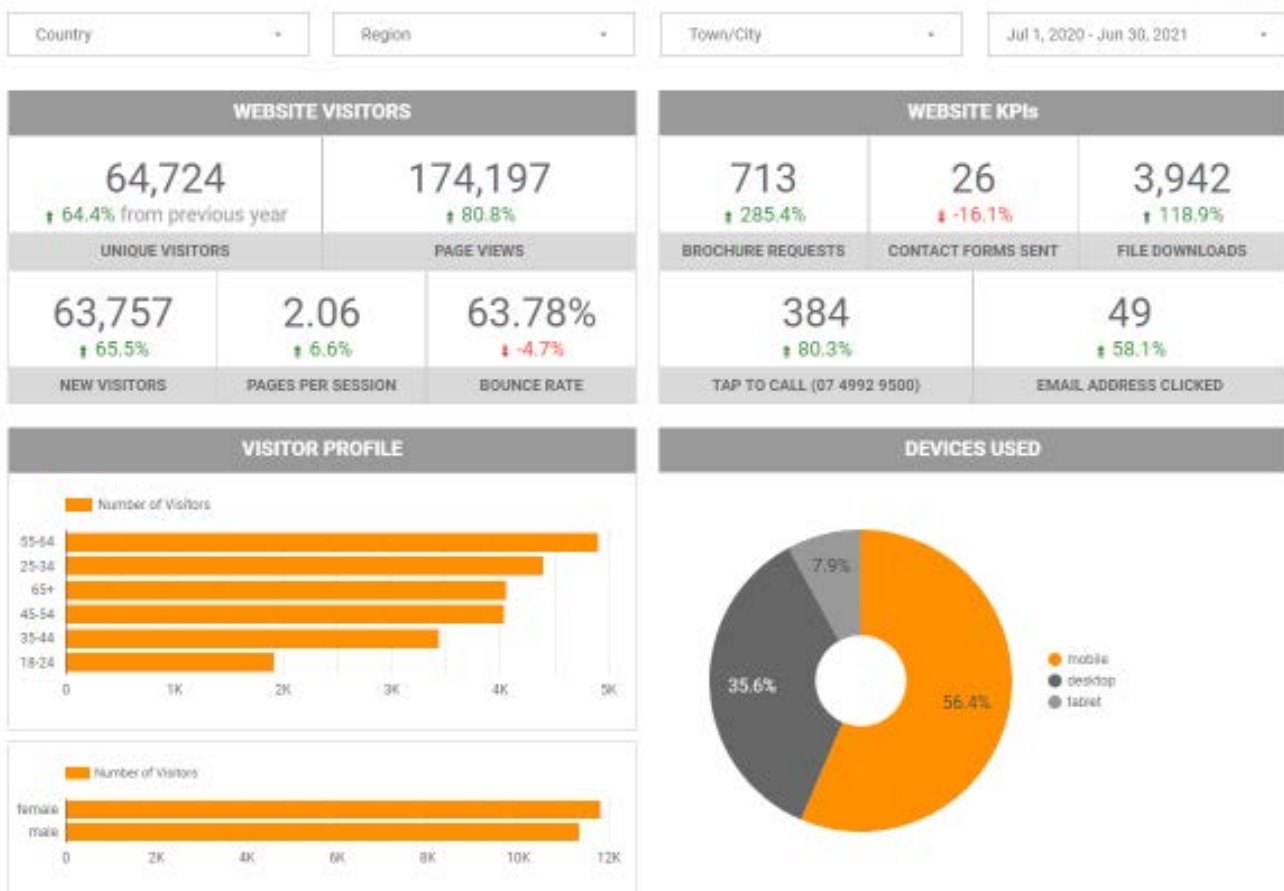 Country
Region
Town/City
Jul 1, 2020 - Jun 30, 2021
WEBSITE VISITORS
64,724
64.4% from previous year
UNIQUE VISITORS
174,197
80.8%
PAGE VIEWS
63,757
65.5%
NEW VISITORS
2.06
6.6%
PAGES PER SESSION
63.78%
-4.7%
BOUNCE RATE
WEBSITE KPIs
713
285.4%
BROCHURE REQUESTS
26
-16.1%
CONTACT FORMS SENT
3,942
118.9%
FILE DOWNLOADS
384
80.3%
TAP TO CALL (07 4992 9500)
49
58.1%
EMAIL ADDRESS CLICKED
VISITOR PROFILE
Number of Visitors
55-64
25-34
65+
45-54
35-44
18-24
0 1K 2K 3K 4K 5K
Number of Visitors
female
male
0 2K 4K 6K 8K 10K 12K
DEVICES USED
7.9%
35.6%
56.4%
mobile
desktop
tablet